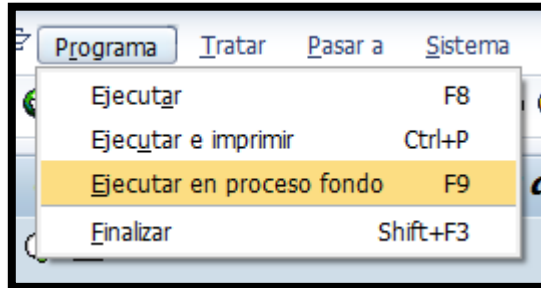 Programa Tratar Pasar a Sistema
Ejecutar F8
Ejecutar e imprimir Ctrl+P
Ejecutar en proceso fondo F9
Finalizar Shift+F3